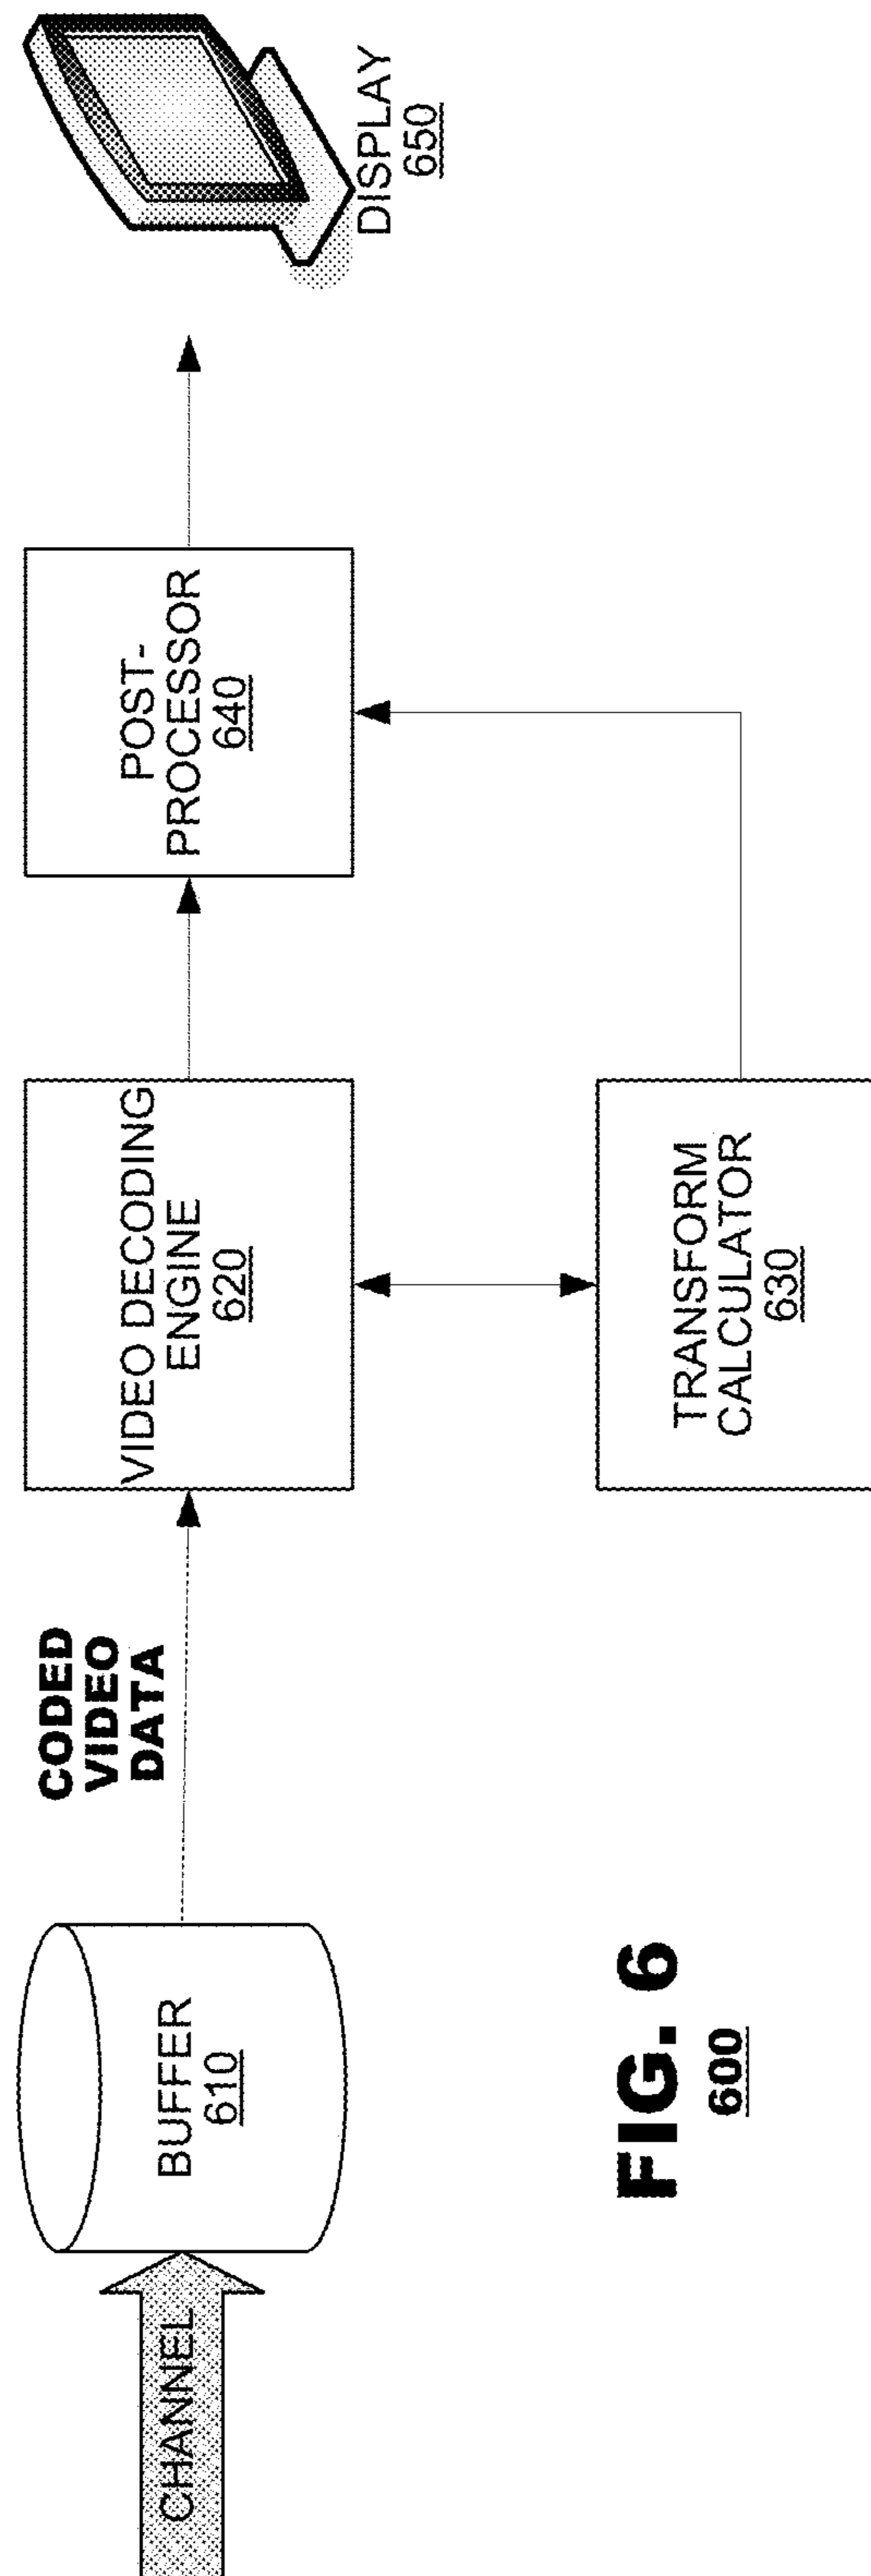 CHANNEL
BUFFER
610
CODED
VIDEO
DATA
VIDEO DECODING
ENGINE
620
POST-
PROCESSOR
640
DISPLAY
650
TRANSFORM
CALCULATOR
630
FIG. 6
600